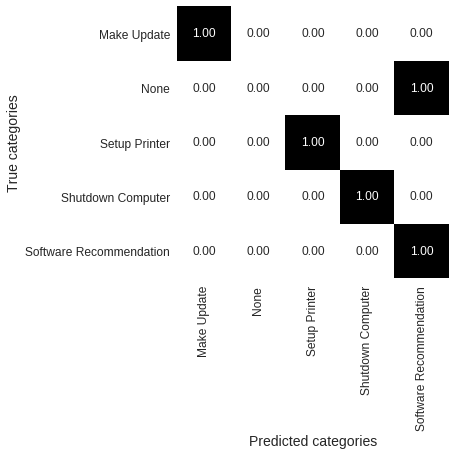 Make Update 1.00 0.00 0.00 0.00 0.00
None 0.00 0.00 0.00 0.00 1.00
Setup Printer 0.00 0.00 1.00 0.00 0.00
Shutdown Computer 0.00 0.00 0.00 1.00 0.00
Software Recommendation 0.00 0.00 0.00 0.00 1.00
True categories
Make Update
None
Setup Printer
Shutdown Computer
Software Recommendation
Predicted categories